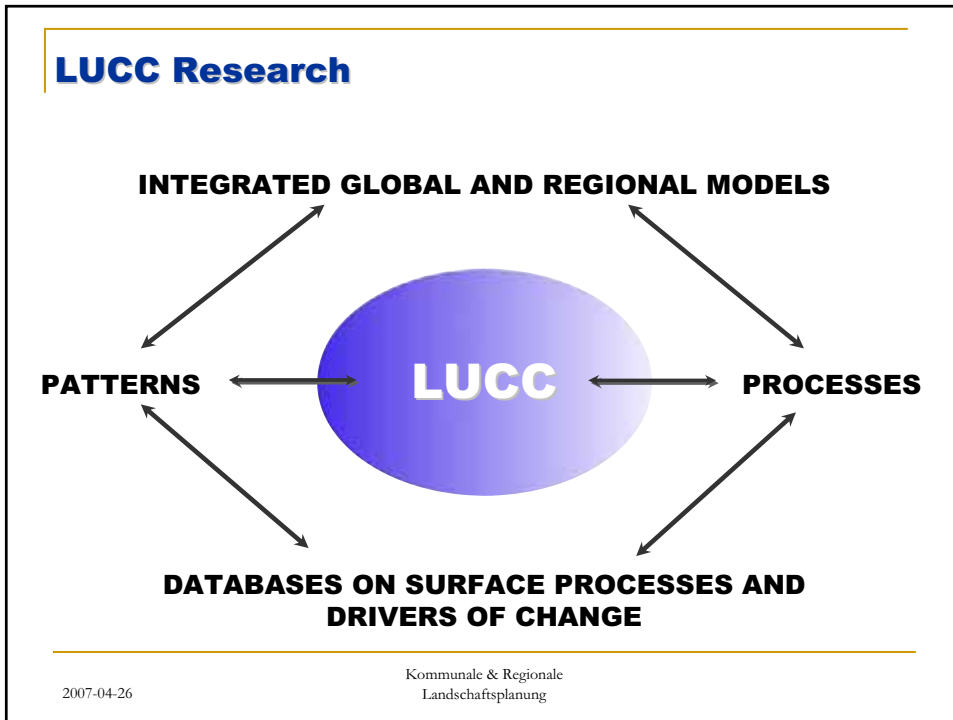 LUCC Research
INTEGRATED GLOBAL AND REGIONAL MODELS
PATTERNS
LUCC
PROCESSES
DATABASES ON SURFACE PROCESSES AND
DRIVERS OF CHANGE
2007-04-26
Kommunale & Regionale
Landschaftsplanung